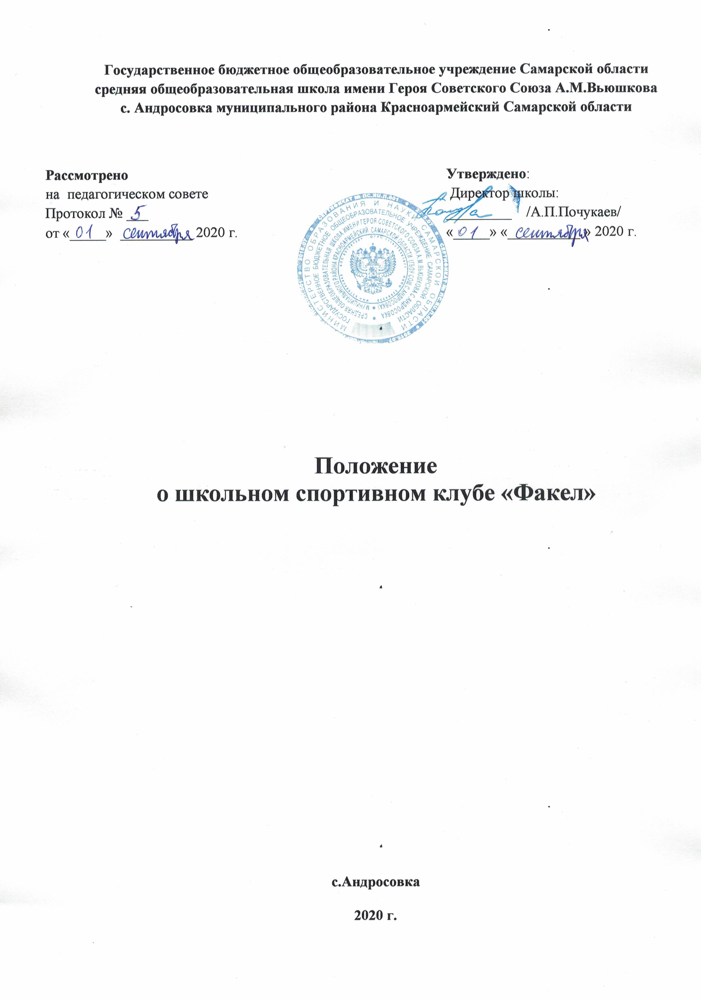 Государственное бюджетное общеобразовательное учреждение Самарской области
средняя общеобразовательная школа имени Героя Советского Союза А.М.Вьюшкова
с. Андросовка муниципального района Красноармейский Самарской области
Рассмотрено
на педагогическом совете
Протокол № 5
от «01» сентября 2020 г.
Утверждено:
Директор школы:
/А.П.Почукаев/
«01» «сентября» 2020 г.
МИНИСТЕРСТВО ОБРАЗОВАНИЯ И НАУКИ САМАРСКОЙ ОБЛАСТИ
ГОСУДАРСТВЕННОЕ БЮДЖЕТНОЕ ОБЩЕОБРАЗОВАТЕЛЬНОЕ УЧРЕЖДЕНИЕ САМАРСКОЙ ОБЛАСТИ
СРЕДНЯЯ ОБЩЕОБРАЗОВАТЕЛЬНАЯ ШКОЛА ИМЕНИ ГЕРОЯ СОВЕТСКОГО СОЮЗА А.М.ВЬЮШКОВА С.АНДРОСОВКА
МУНИЦИПАЛЬНОГО РАЙОНА КРАСНОАРМЕЙСКИЙ САМАРСКОЙ ОБЛАСТИ (ГБОУ СОШ С.АНДРОСОВКА)
Положение
о школьном спортивном клубе «Факел»
с.Андросовка
2020 г.